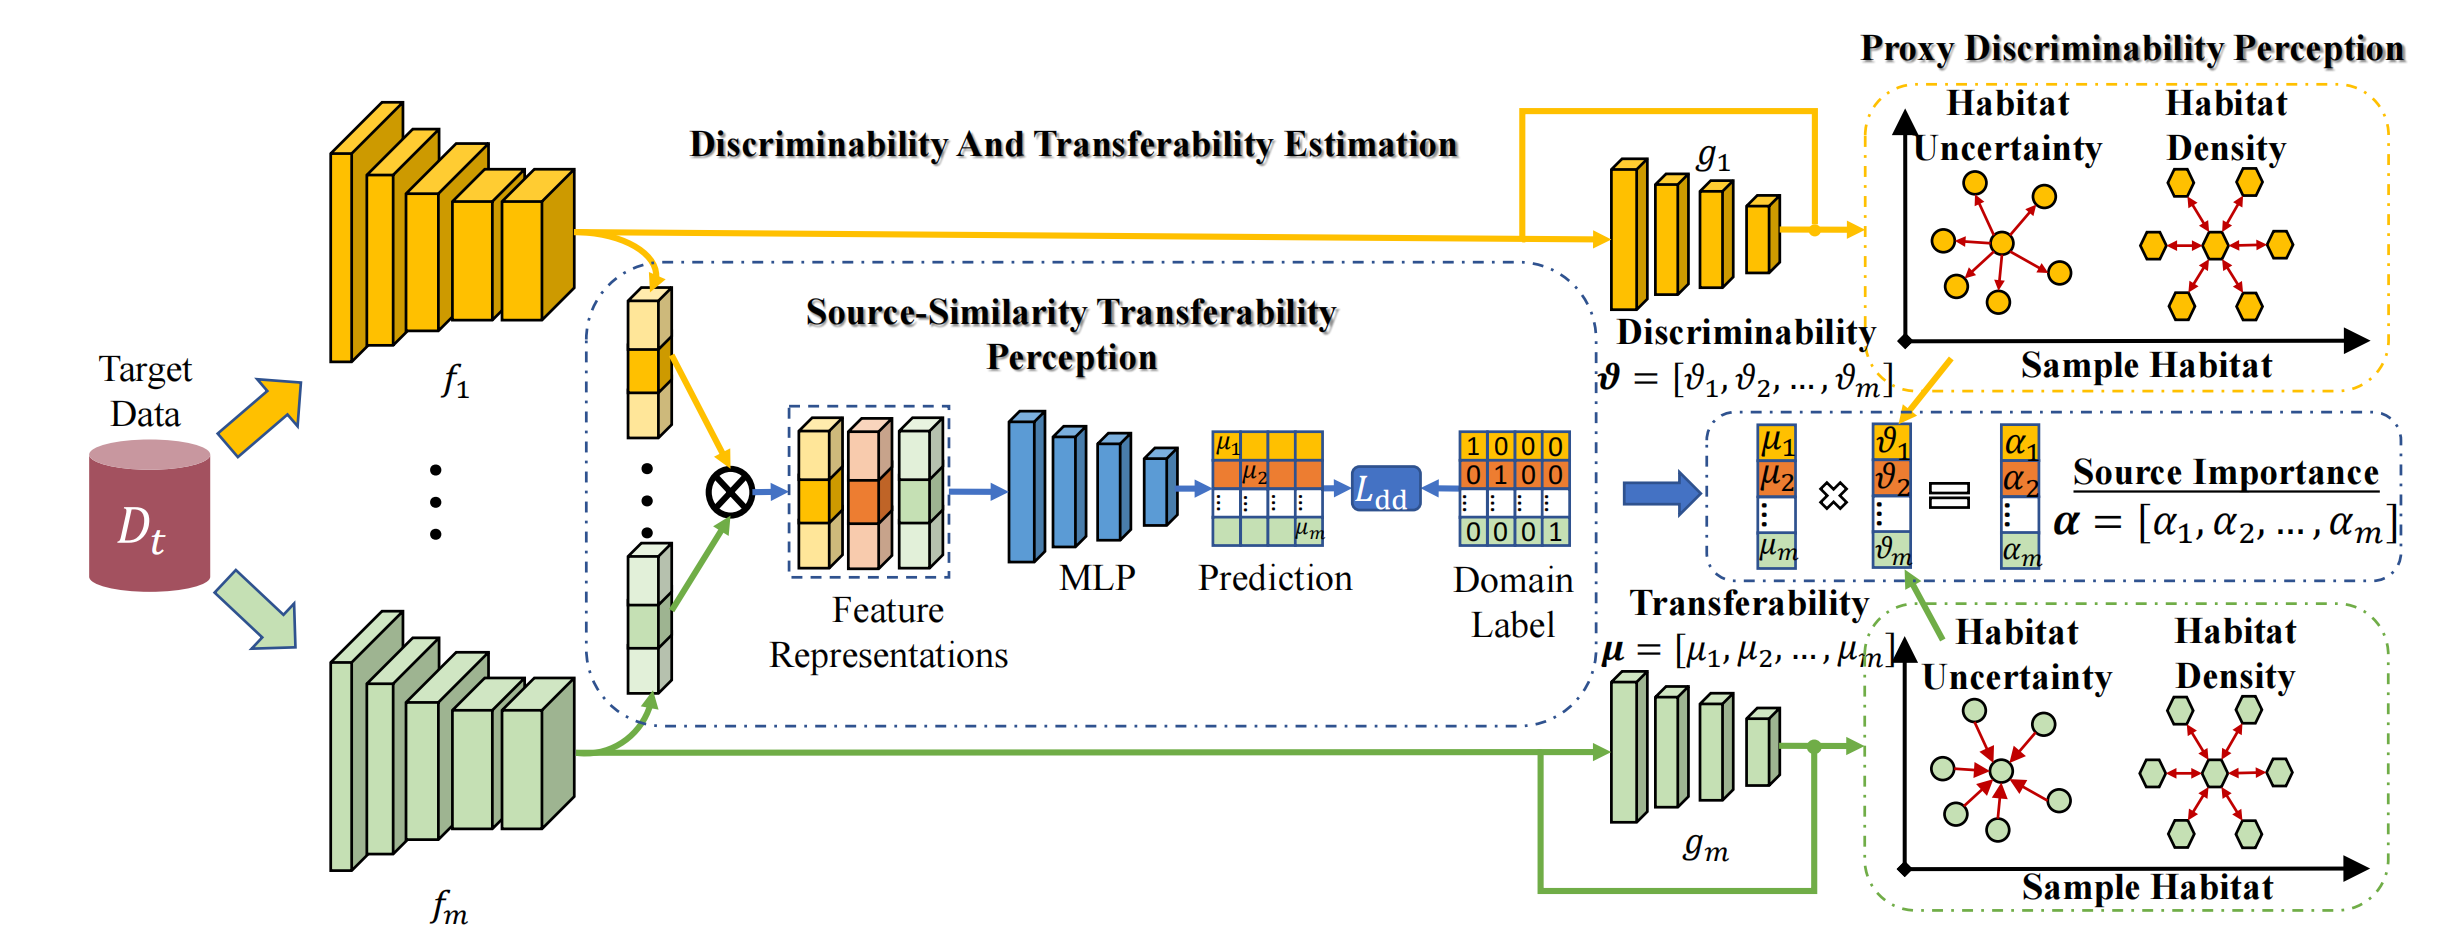 Proxy Discriminability Perception
Discriminability And Transferability Estimation
Habitat
Uncertainty
Habitat
Density
Sample Habitat
g₁
Discriminability
ϑ = [ϑ₁, ϑ₂, …, ϑₘ]
Source-Similarity Transferability
Perception
Target
Data
Dₜ
f₁
fₘ
Feature
Representations
MLP
μ₁
μ₂
⋮ ⋮ ⋮ ⋮
μₘ
Prediction
L_dd
1 0 0 0
0 1 0 0
⋮ ⋮ ⋮ ⋮
0 0 0 1
Domain
Label
μ₁ ϑ₁ α₁
μ₂ × ϑ₂ = α₂
⋮ ⋮ ⋮
μₘ ϑₘ αₘ
Source Importance
α = [α₁, α₂, …, αₘ]
Transferability
μ = [μ₁, μ₂, …, μₘ]
gₘ
Habitat
Uncertainty
Habitat
Density
Sample Habitat